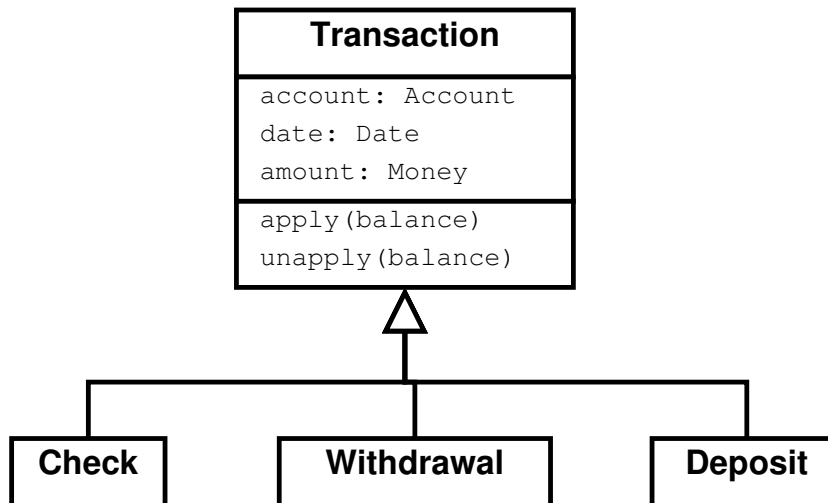 Transaction
account: Account
date: Date
amount: Money
apply(balance)
unapply(balance)
Check Withdrawal Deposit